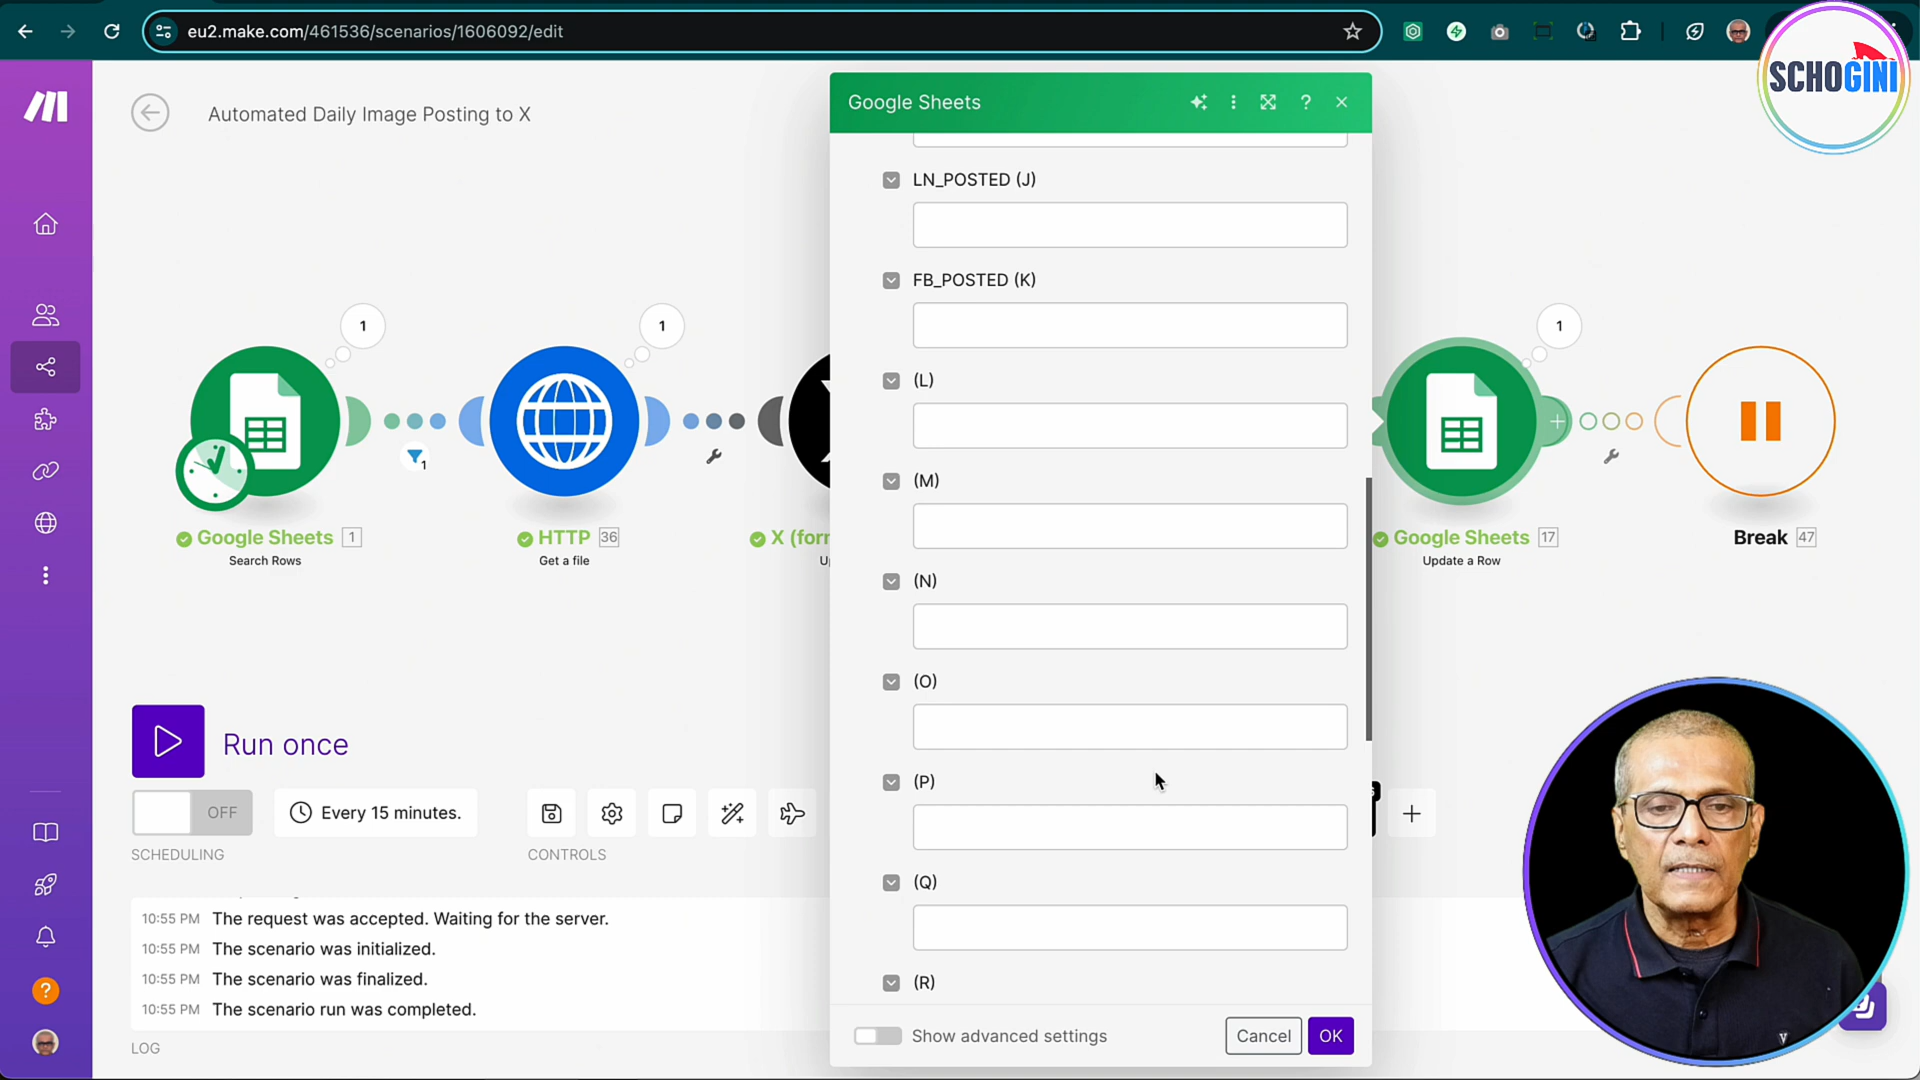 eu2.make.com/461536/scenarios/1606092/edit
SCHOGINI
Automated Daily Image Posting to X
Google Sheets
?
LN_POSTED (J)
FB_POSTED (K)
(L)
(M)
(N)
(O)
(P)
(Q)
(R)
Show advanced settings
Cancel
OK
1
1
1
1
Google Sheets 1
Search Rows
HTTP 36
Get a file
X (form
Google Sheets 17
Update a Row
Break 47
Run once
OFF
Every 15 minutes.
SCHEDULING
CONTROLS
10:55 PM The request was accepted. Waiting for the server.
10:55 PM The scenario was initialized.
10:55 PM The scenario was finalized.
10:55 PM The scenario run was completed.
LOG
?